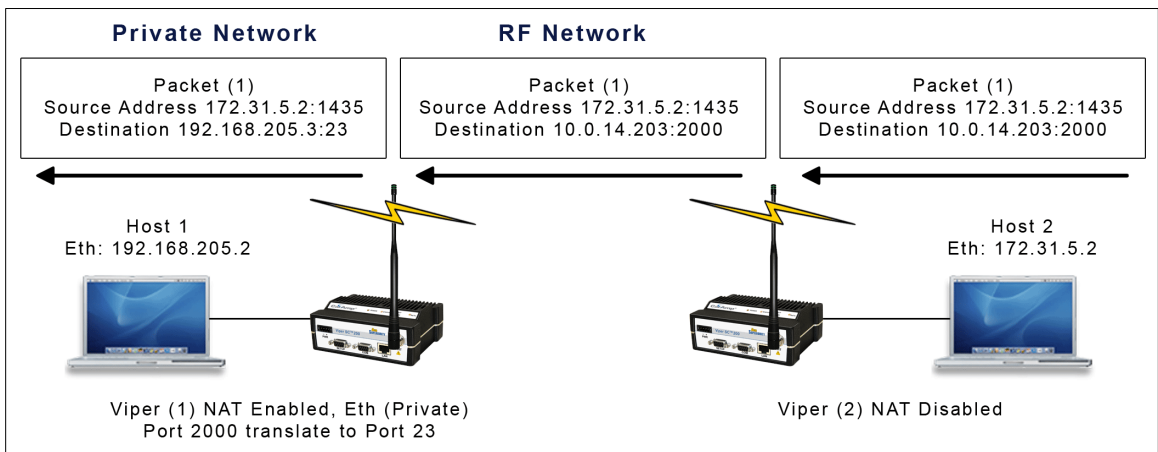 Private Network
RF Network
Packet (1)
Source Address 172.31.5.2:1435
Destination 192.168.205.3:23
Packet (1)
Source Address 172.31.5.2:1435
Destination 10.0.14.203:2000
Packet (1)
Source Address 172.31.5.2:1435
Destination 10.0.14.203:2000
Host 1
Eth: 192.168.205.2
Host 2
Eth: 172.31.5.2
Viper (1) NAT Enabled, Eth (Private)
Port 2000 translate to Port 23
Viper (2) NAT Disabled